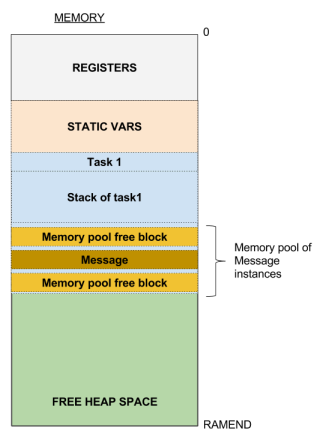 MEMORY
0
REGISTERS
STATIC VARS
Task 1
Stack of task1
Memory pool free block
Message
Memory pool free block
Memory pool of
Message
instances
FREE HEAP SPACE
RAMEND